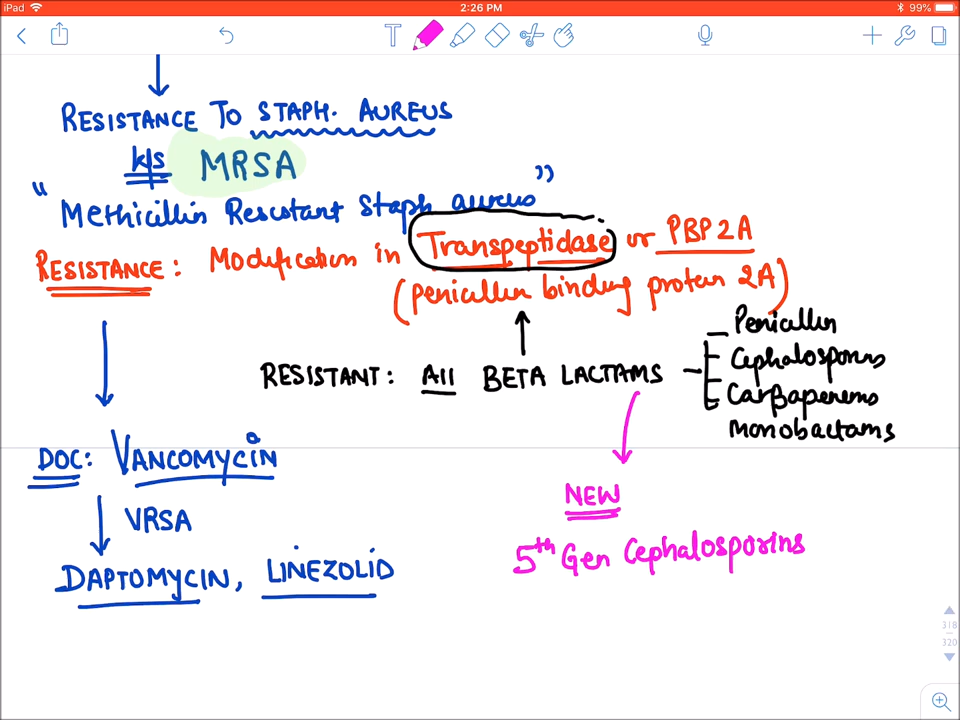 iPad
2:26 PM
99%
T
RESISTANCE TO STAPH. AUREUS
k/s MRSA
"Methicillin Resistant Staph aureus"
RESISTANCE: Modification in Transpeptidase or PBP2A
(Penicillin binding protein 2A)
RESISTANT: All BETA LACTAMS
Penicillin
Cephalosporins
Carbapenems
Monobactams
DOC: VANCOMYCIN
VRSA
DAPTOMYCIN, LINEZOLID
NEW
5th Gen Cephalosporins
318
320